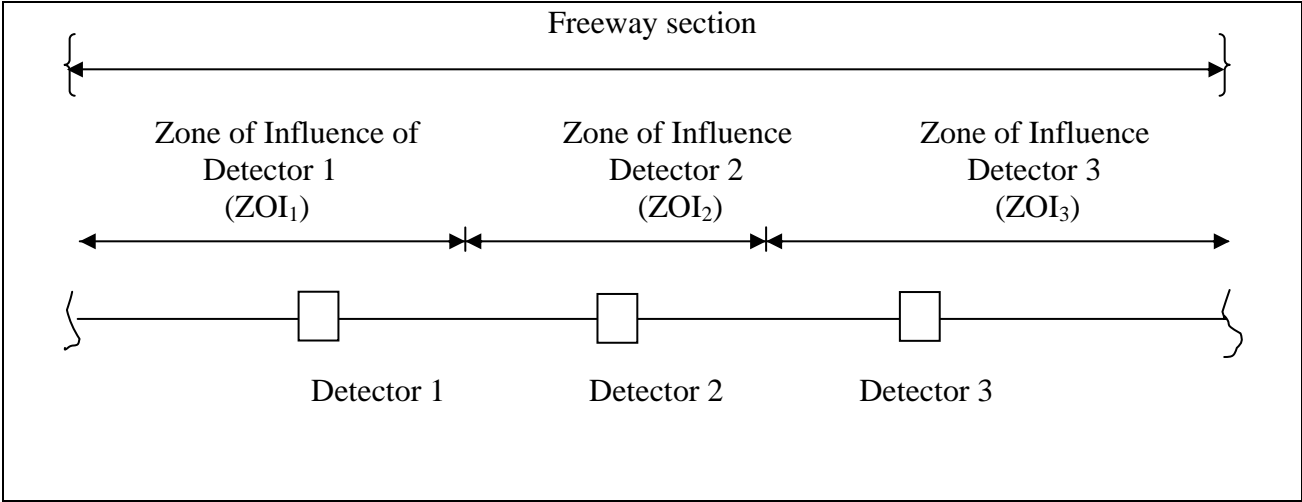 Freeway section
Zone of Influence of
Detector 1
(ZOI₁)
Zone of Influence
Detector 2
(ZOI₂)
Zone of Influence
Detector 3
(ZOI₃)
Detector 1
Detector 2
Detector 3